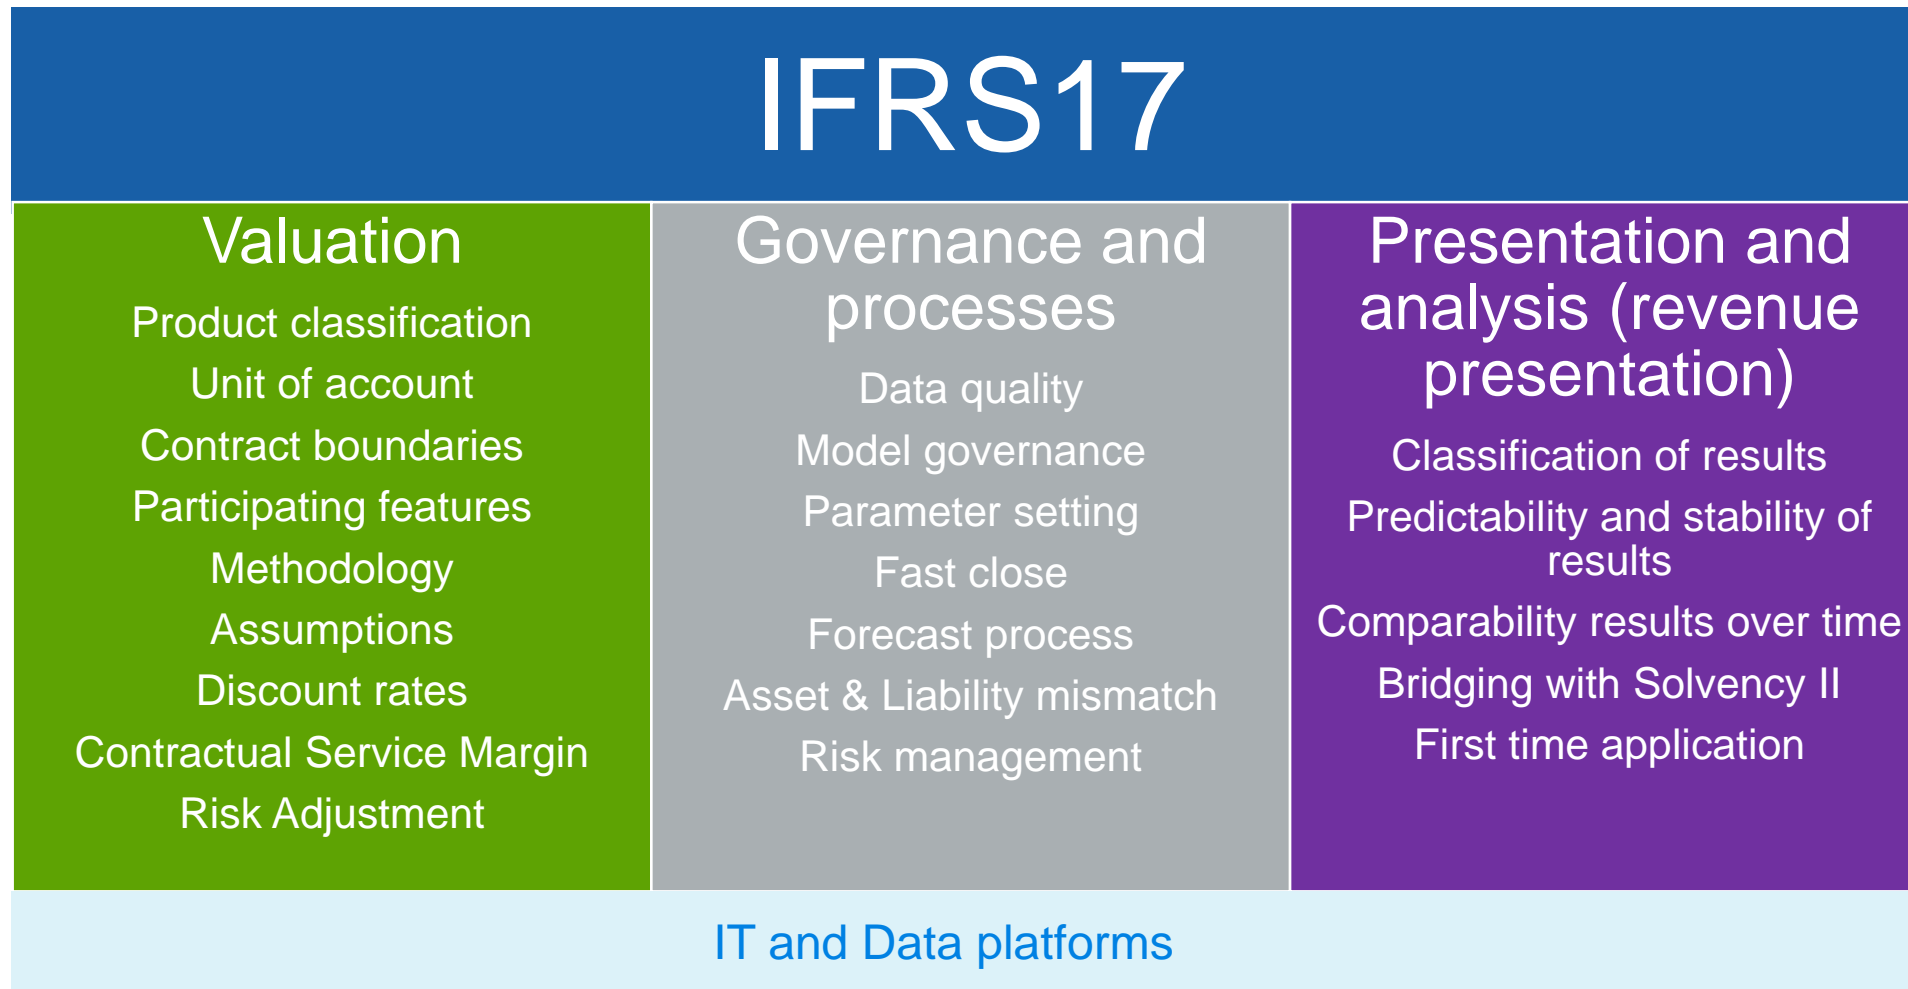 IFRS17
Valuation
Product classification
Unit of account
Contract boundaries
Participating features
Methodology
Assumptions
Discount rates
Contractual Service Margin
Risk Adjustment
Governance and
processes
Data quality
Model governance
Parameter setting
Fast close
Forecast process
Asset & Liability mismatch
Risk management
Presentation and
analysis (revenue
presentation)
Classification of results
Predictability and stability of
results
Comparability results over time
Bridging with Solvency II
First time application
IT and Data platforms